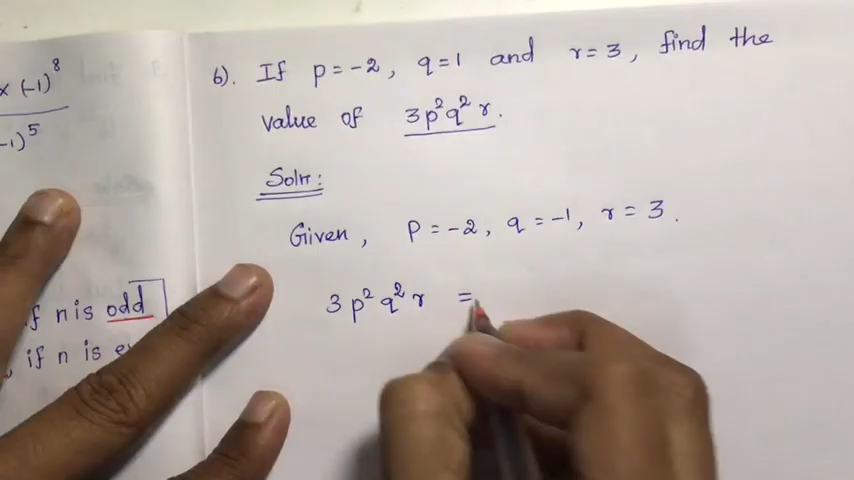 × (-1)⁸
-1)⁵
f n is odd
, if n is e
6). If p = -2, q = 1 and r = 3, find the
value of 3p²q²r.
Soln:
Given, p = -2, q = -1, r = 3.
3p²q²r =